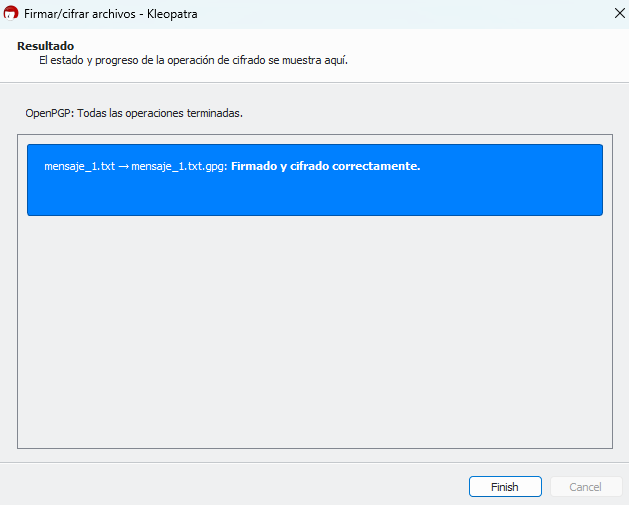 Firmar/cifrar archivos - Kleopatra
Resultado
El estado y progreso de la operación de cifrado se muestra aquí.
OpenPGP: Todas las operaciones terminadas.
mensaje_1.txt → mensaje_1.txt.gpg: Firmado y cifrado correctamente.
Finish
Cancel